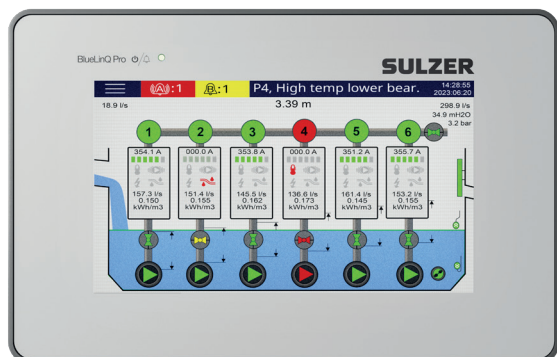 BlueLinQ Pro
SULZER
(A):1
B:1
P4, High temp lower bear.
14:28:55
2023:06:20
18.9 l/s
3.39 m
298.9 l/s
34.9 mH2O
3.2 bar
1 2 3 4 5 6
354.1 A 000.0 A 353.8 A 000.0 A 351.2 A 355.7 A
157.3 l/s 151.4 l/s 145.5 l/s 136.6 l/s 161.4 l/s 153.2 l/s
0.150 0.155 0.162 0.173 0.145 0.155
kWh/m3 kWh/m3 kWh/m3 kWh/m3 kWh/m3 kWh/m3